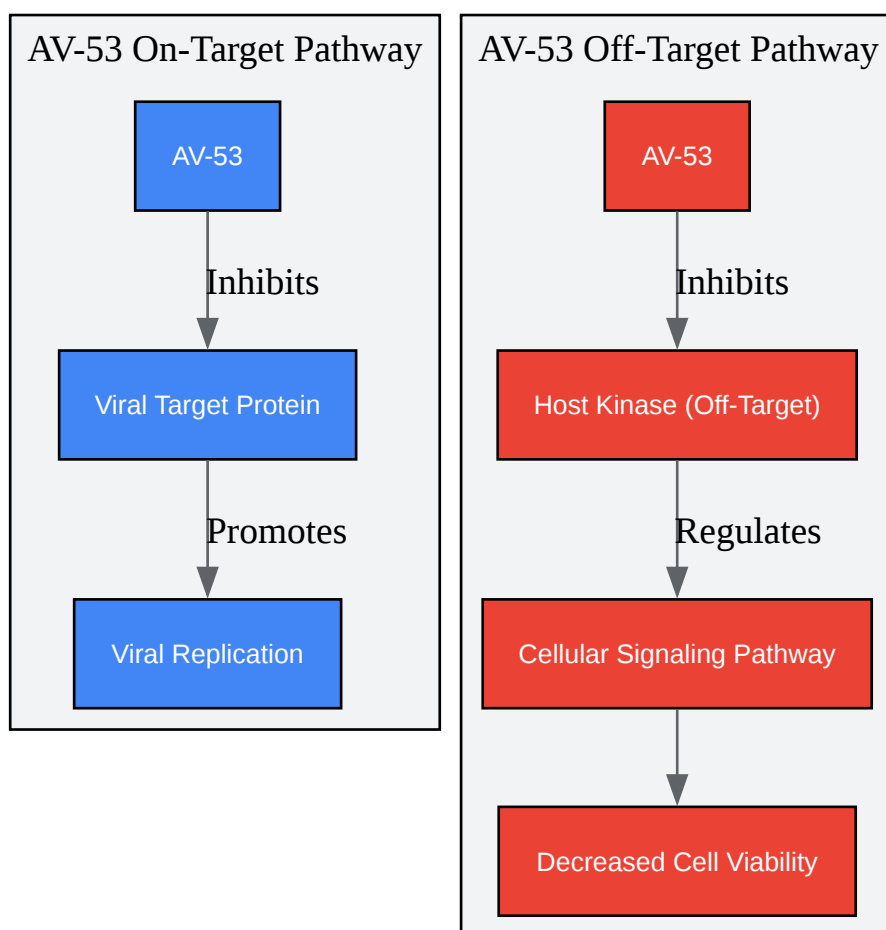 AV-53 On-Target Pathway
AV-53
Inhibits
Viral Target Protein
Promotes
Viral Replication
AV-53 Off-Target Pathway
AV-53
Inhibits
Host Kinase (Off-Target)
Regulates
Cellular Signaling Pathway
Decreased Cell Viability